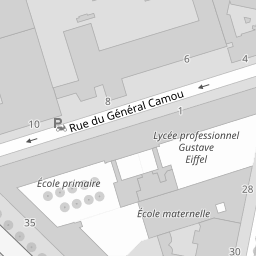 6
4
8
10
P
Rue du Général Camou
1
Lycée professionnel
Gustave
Eiffel
École primaire
École maternelle
35
29
30